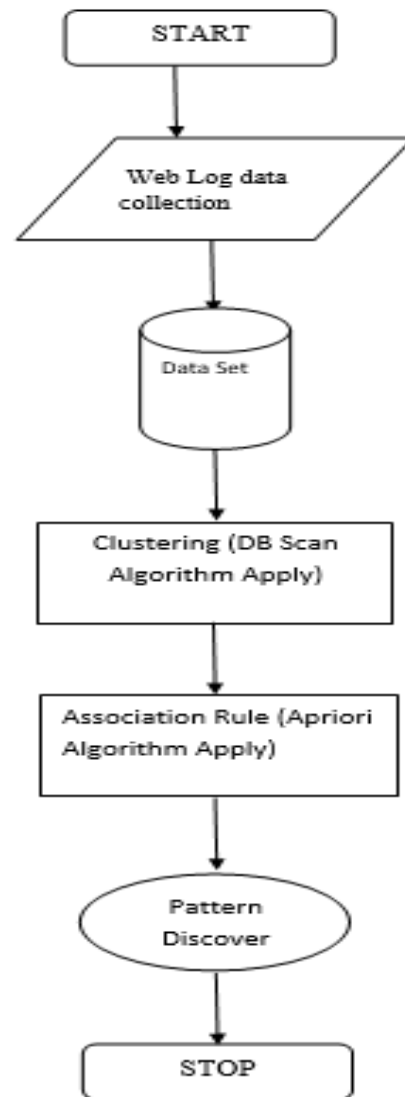 START
Web Log data
collection
Data Set
Clustering (DB Scan
Algorithm Apply)
Association Rule (Apriori
Algorithm Apply)
Pattern
Discover
STOP